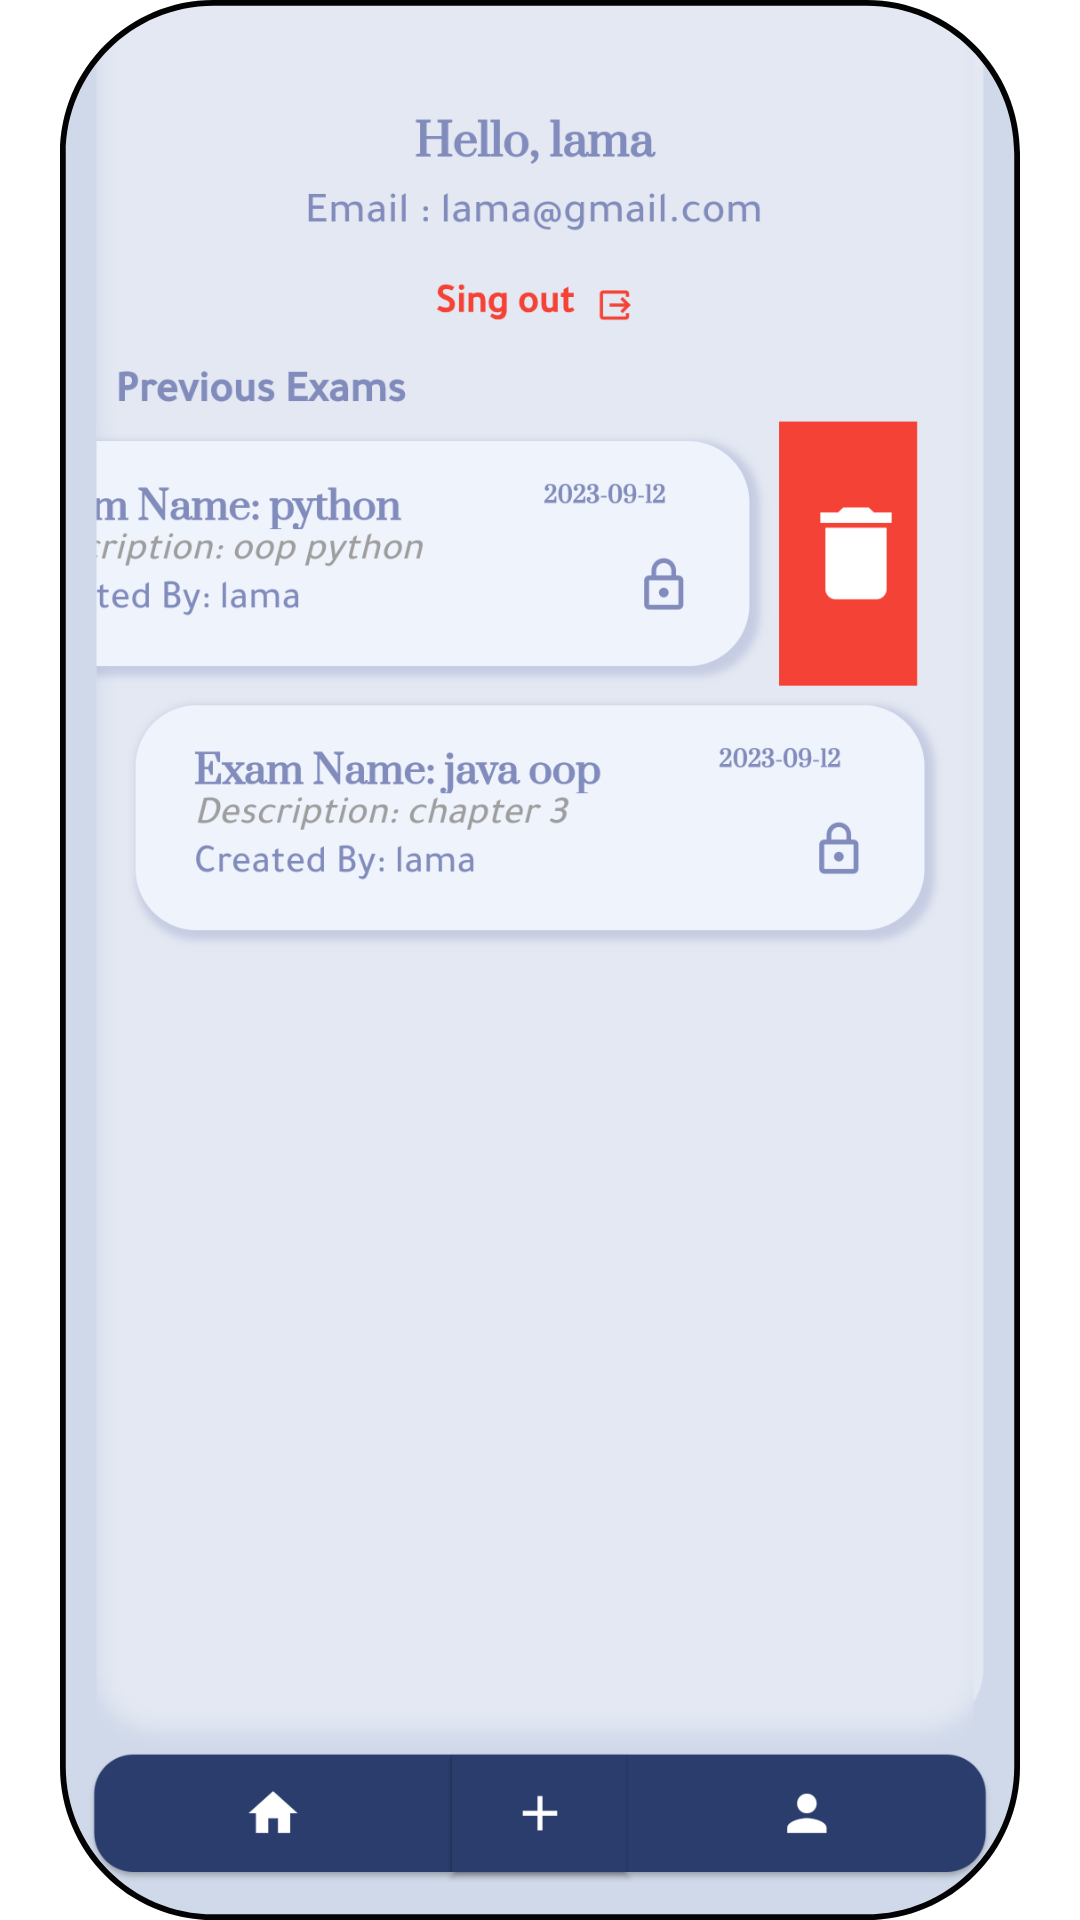 Hello, lama
Email : lama@gmail.com
Sing out
Previous Exams
m Name: python
2023-09-12
cription: oop python
ted By: lama
Exam Name: java oop
2023-09-12
Description: chapter 3
Created By: lama